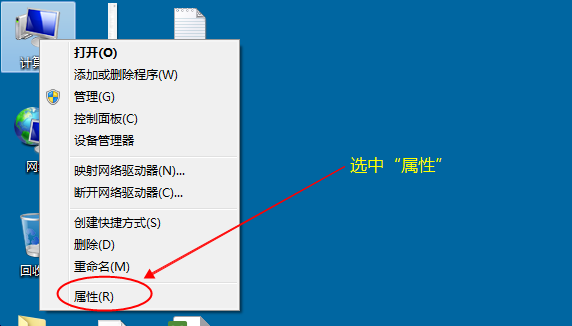 计算
打开(O)
添加或删除程序(W)
管理(G)
控制面板(C)
设备管理器
网
映射网络驱动器(N)...
断开网络驱动器(C)...
选中“属性”
创建快捷方式(S)
删除(D)
回收
重命名(M)
属性(R)